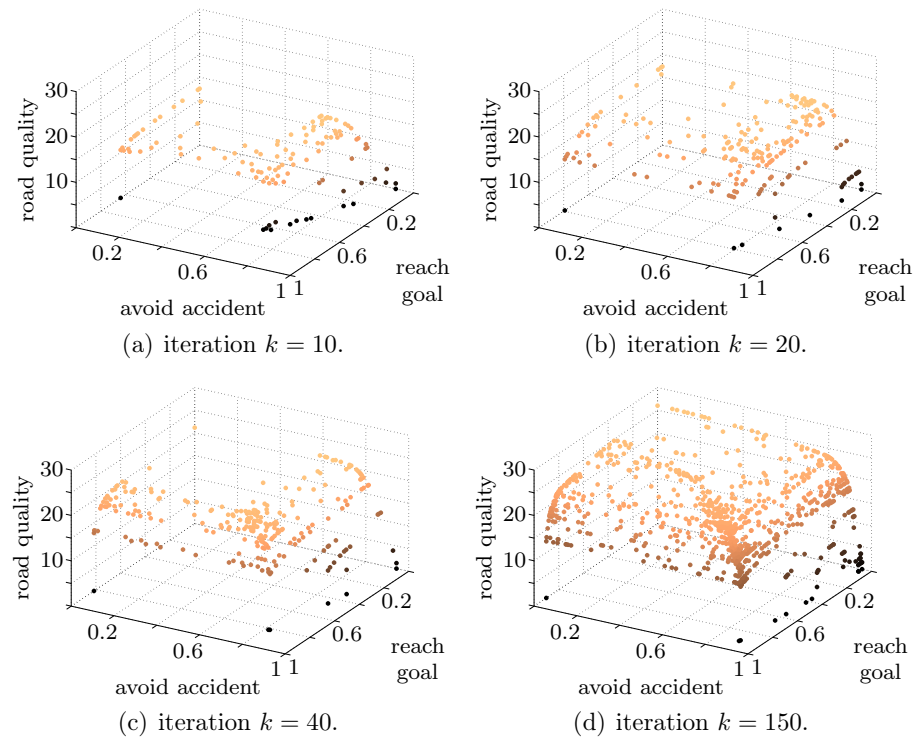 30
20
10
road quality
0.2
0.6
1
avoid accident
1
0.6
0.2
reach
goal
(a) iteration k = 10.
30
20
10
road quality
0.2
0.6
1
avoid accident
1
0.6
0.2
reach
goal
(b) iteration k = 20.
30
20
10
road quality
0.2
0.6
1
avoid accident
1
0.6
0.2
reach
goal
(c) iteration k = 40.
30
20
10
road quality
0.2
0.6
1
avoid accident
1
0.6
0.2
reach
goal
(d) iteration k = 150.